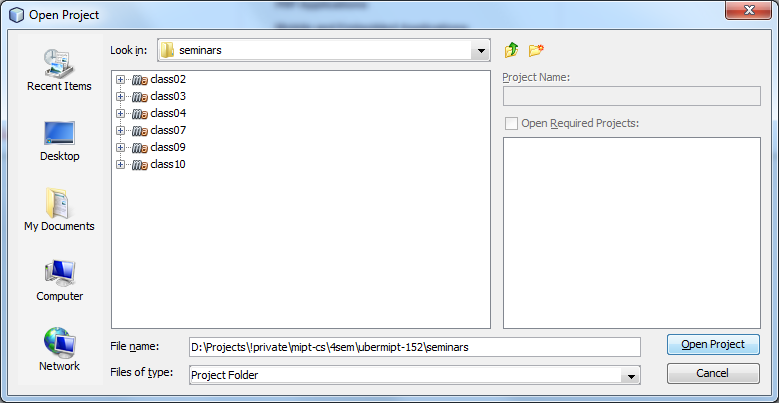 Open Project
PHP Applications
Look in:
seminars
Recent Items
Desktop
My Documents
Computer
Network
class02
class03
class04
class07
class09
class10
Project Name:
Open Required Projects:
File name:
D:\Projects\!private\mipt-cs\4sem\ubermipt-152\seminars
Open Project
Files of type:
Project Folder
Cancel